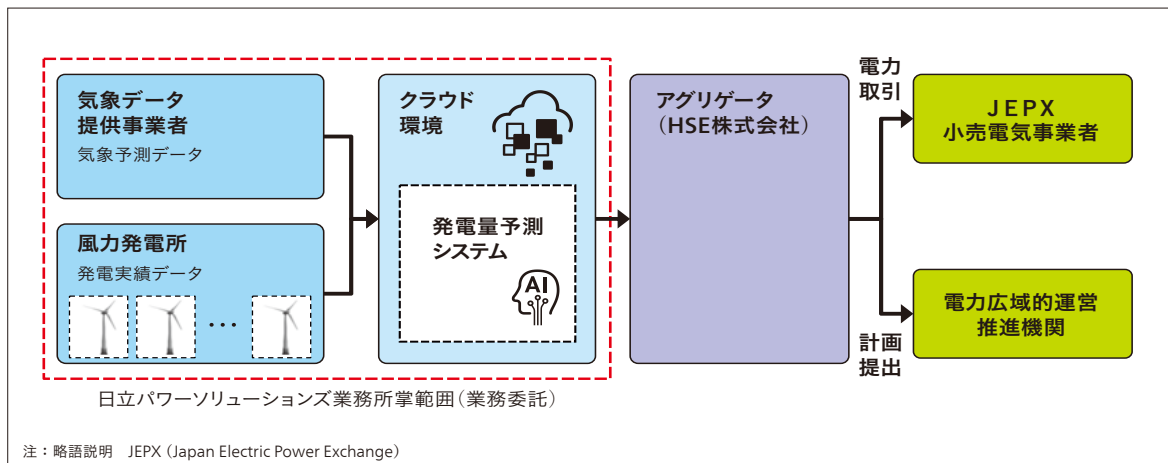 気象データ
提供事業者
気象予測データ
風力発電所
発電実績データ
…
クラウド
環境
発電量予測
システム
AI
アグリゲータ
（HSE株式会社）
電力
取引
JEPX
小売電気事業者
計画
提出
電力広域的運営
推進機関
日立パワーソリューションズ業務所掌範囲（業務委託）
注：略語説明　JEPX（Japan Electric Power Exchange）